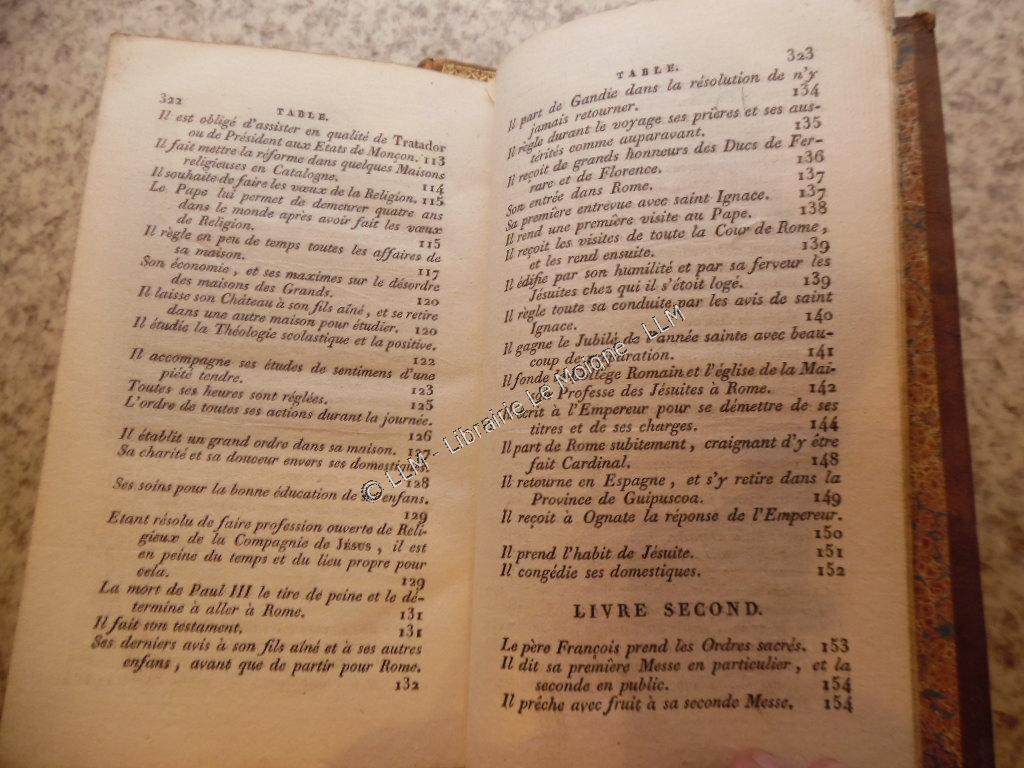 322
TABLE.
Il est obligé d'assister en qualité de Tratador
ou de Président aux Etats de Monçon. 113
Il fait mettre la réforme dans quelques Maisons
religieuses en Catalogne. 114
Il souhaite de faire les vœux de la Religion. 115
Le Pape lui permet de demeurer quatre ans
dans le monde après avoir fait les vœux
de Religion. 115
Il règle en peu de temps toutes les affaires de
sa maison. 117
Son économie, et ses maximes sur le désordre
des maisons des Grands. 120
Il laisse son Château à son fils aîné, et se retire
dans une autre maison pour étudier. 120
Il étudie la Théologie scolastique et la positive.
122
Il accompagne ses études de sentimens d'une
piété tendre. 123
Toutes ses heures sont réglées. 125
L'ordre de toutes ses actions durant la journée.
126
Il établit un grand ordre dans sa maison. 127
Sa charité et sa douceur envers ses domestiques.
128
Ses soins pour la bonne éducation de enfans.
129
Etant résolu de faire profession ouverte de Reli-
gieux de la Compagnie de JÉSUS, il est
en peine du temps et du lieu propre pour
cela. 129
La mort de Paul III le tire de peine et le dé-
termine à aller à Rome. 131
Il fait son testament. 131
Ses derniers avis à son fils aîné et à ses autres
enfans, avant que de partir pour Rome.
132
TABLE. 323
Il part de Gandie dans la résolution de n'y
jamais retourner. 134
Il règle durant le voyage ses prières et ses aus-
térités comme auparavant. 135
Il reçoit de grands honneurs des Ducs de Fer-
rare et de Florence. 136
Son entrée dans Rome. 137
Sa première entrevue avec saint Ignace. 137
Il rend une première visite au Pape. 138
Il reçoit les visites de toute la Cour de Rome,
et les rend ensuite. 139
Il édifie par son humilité et par sa ferveur les
Jésuites chez qui il s'étoit logé. 139
Il règle toute sa conduite par les avis de saint
Ignace. 140
Il gagne le Jubilé de l'année sainte avec beau-
coup de préparation. 141
Il fonde le Collège Romain et l'église de la Mai-
Professe des Jésuites à Rome. 142
écrit à l'Empereur pour se démettre de ses
titres et de ses charges. 144
Il part de Rome subitement, craignant d'y être
fait Cardinal. 148
Il retourne en Espagne, et s'y retire dans la
Province de Guipuscoa. 149
Il reçoit à Ognate la réponse de l'Empereur.
150
Il prend l'habit de Jésuite. 151
Il congédie ses domestiques. 152
LIVRE SECOND.
Le père François prend les Ordres sacrés. 153
Il dit sa première Messe en particulier, et la
seconde en public. 154
Il prêche avec fruit à sa seconde Messe. 154
© LLM - Librairie Le Moigne - LLM